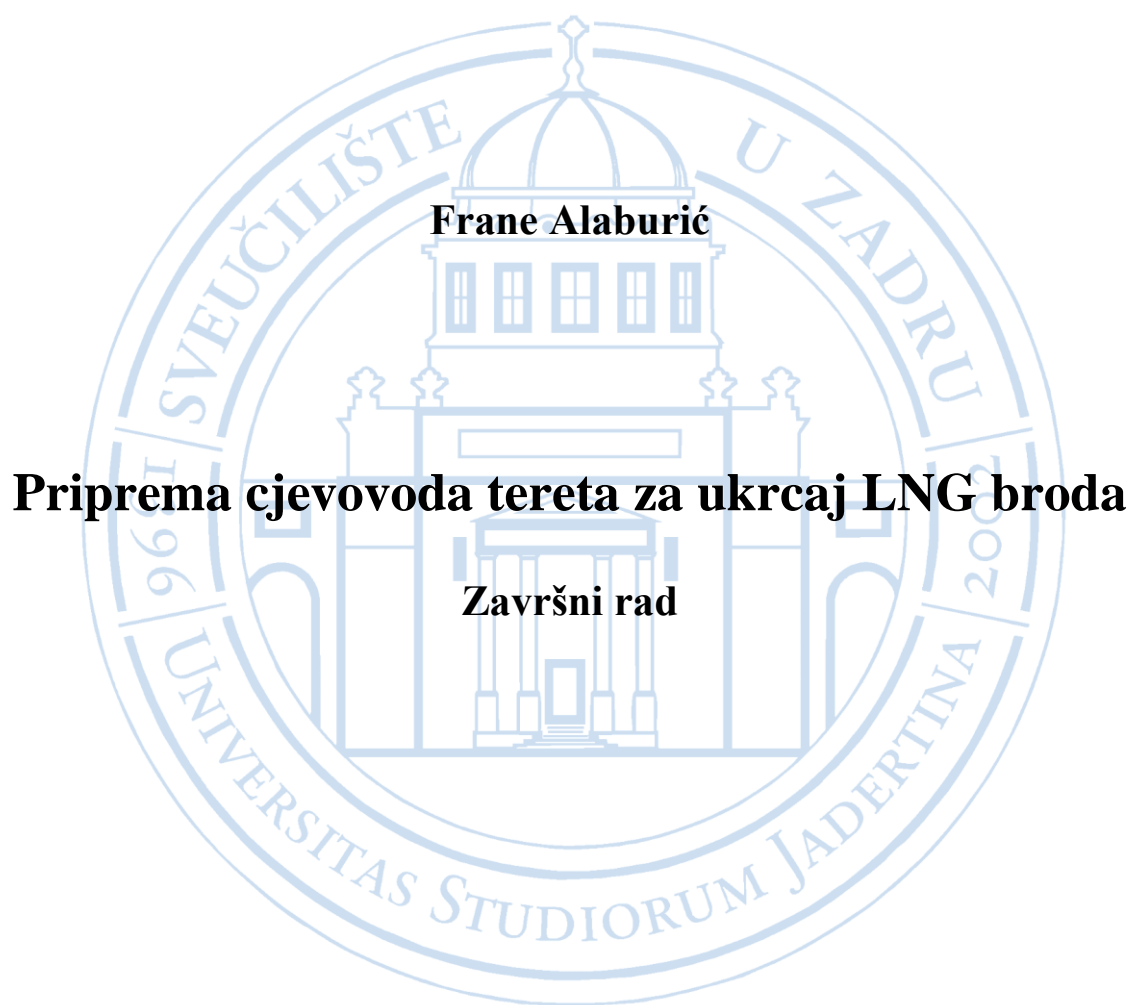 SVEUČILIŠTE U ZADRU
Frane Alaburić
Priprema cjevovoda tereta za ukrcaj LNG broda
Završni rad
1396
2002
UNIVERSITAS STUDIORUM JADERTINA